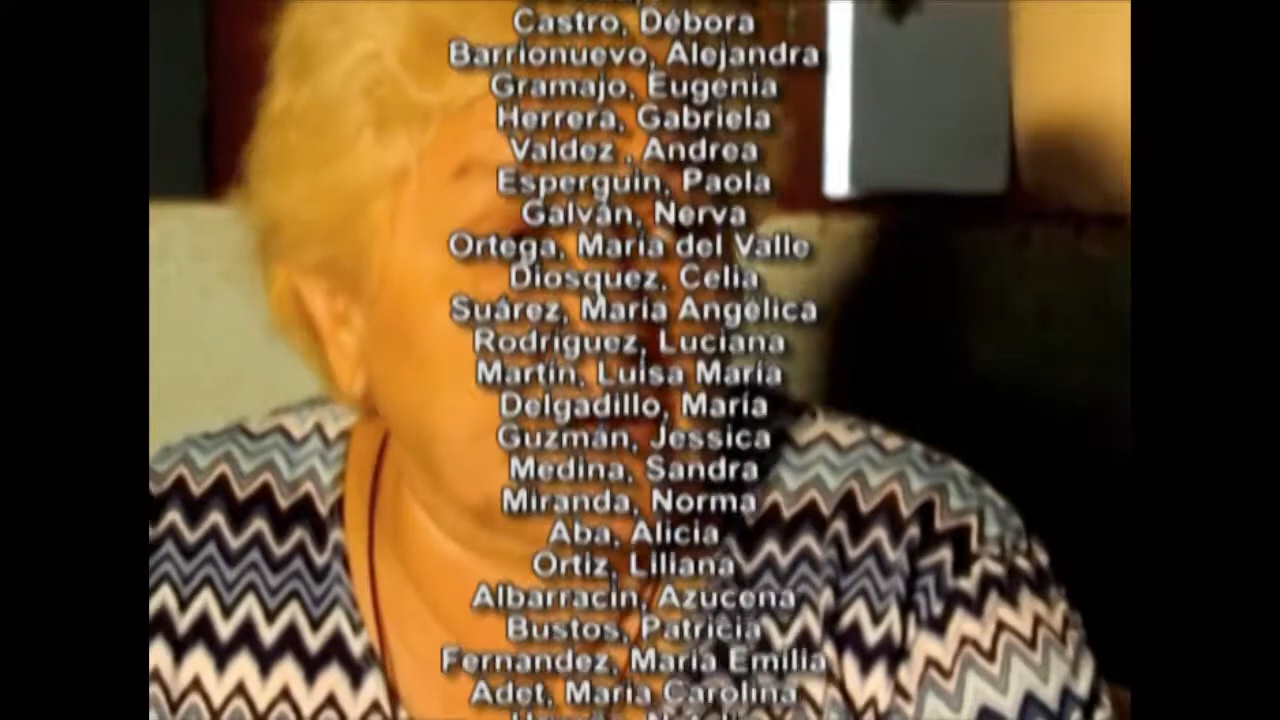 Castro, Débora
Barrionuevo, Alejandra
Gramajo, Eugenia
Herrera, Gabriela
Valdez , Andrea
Esperguin, Paola
Galván, Nerva
Ortega, María del Valle
Diosquez, Celia
Suárez, María Angélica
Rodríguez, Luciana
Martín, Luisa María
Delgadillo, María
Guzmán, Jessica
Medina, Sandra
Miranda, Norma
Aba, Alicia
Ortiz, Liliana
Albarracin, Azucena
Bustos, Patricia
Fernandez, María Emilia
Adet, María Carolina